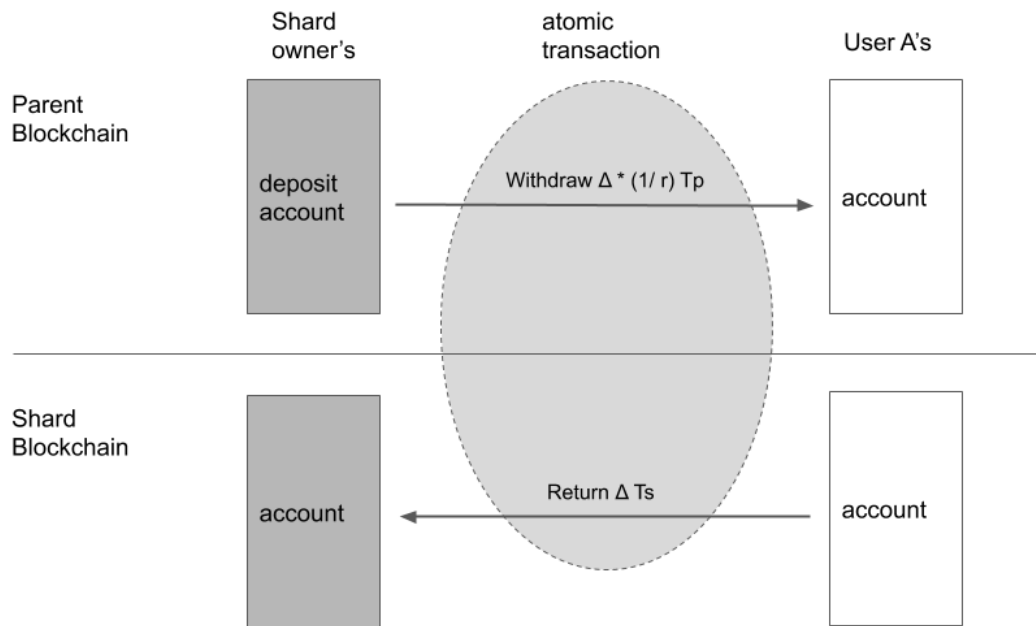 Shard
owner's
atomic
transaction
User A's
Parent
Blockchain
deposit
account
Withdraw Δ * (1/ r) Tp
account
Shard
Blockchain
account
Return Δ Ts
account